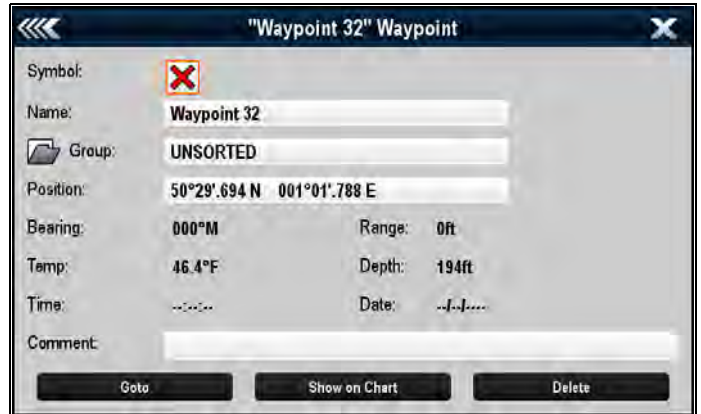 "Waypoint 32" Waypoint
Symbol:
Name: Waypoint 32
Group: UNSORTED
Position: 50°29'.694 N 001°01'.788 E
Bearing: 000°M Range: 0ft
Temp: 46.4°F Depth: 194ft
Time: --:--:-- Date: --/--/----
Comment:
Goto Show on Chart Delete